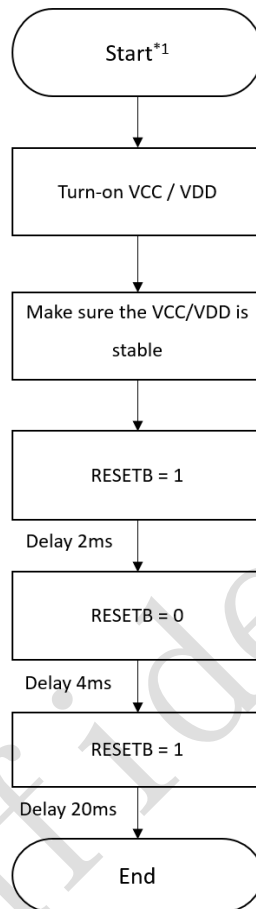 Start*1
Turn-on VCC / VDD
Make sure the VCC/VDD is
stable
RESETB = 1
Delay 2ms
RESETB = 0
Delay 4ms
RESETB = 1
Delay 20ms
End